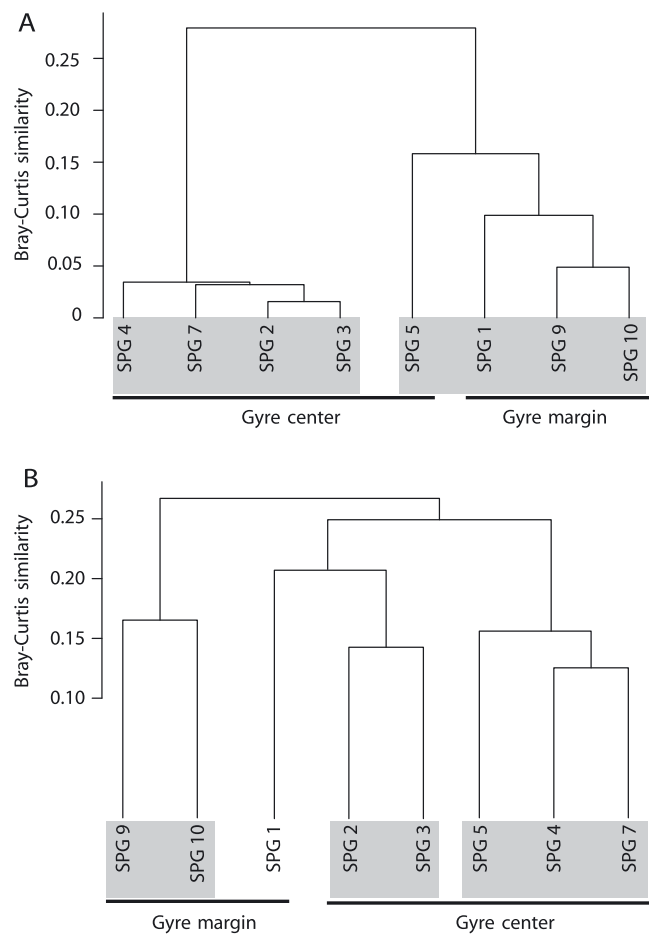 A
Bray-Curtis similarity
0.25
0.20
0.15
0.10
0.05
0
SPG 4
SPG 7
SPG 2
SPG 3
SPG 5
SPG 1
SPG 9
SPG 10
Gyre center
Gyre margin
B
Bray-Curtis similarity
0.25
0.20
0.15
0.10
SPG 9
SPG 10
SPG 1
SPG 2
SPG 3
SPG 5
SPG 4
SPG 7
Gyre margin
Gyre center